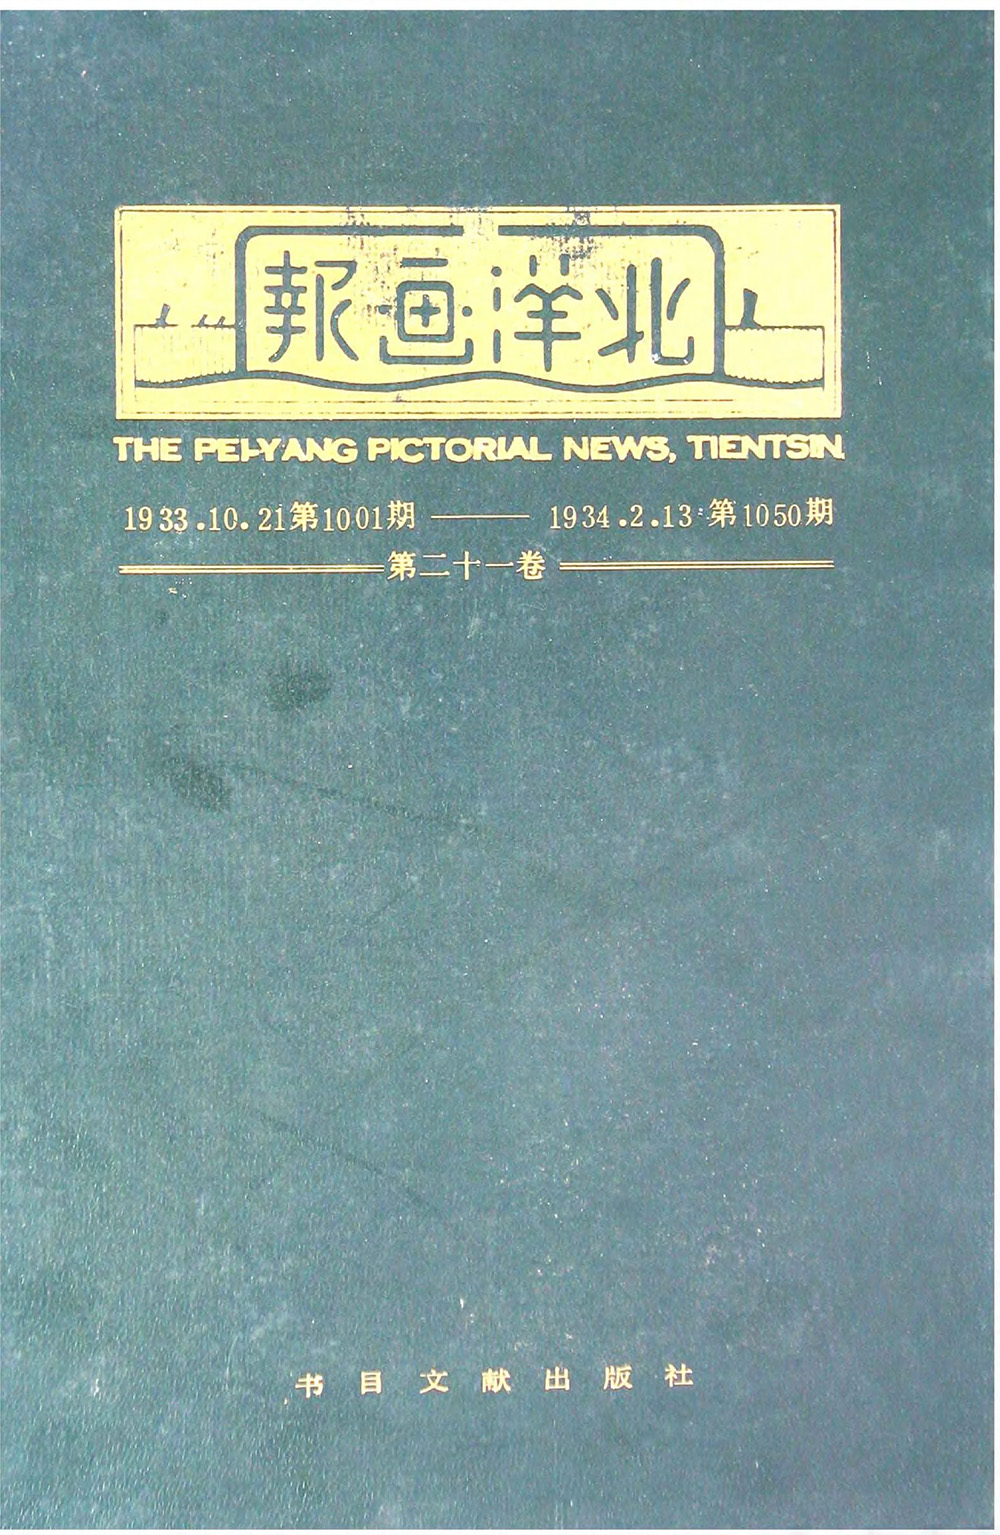 北洋画報
THE PEI-YANG PICTORIAL NEWS, TIENTSIN.
1933.10.21第1001期 —— 1934.2.13第1050期
第二十一卷
书目文献出版社